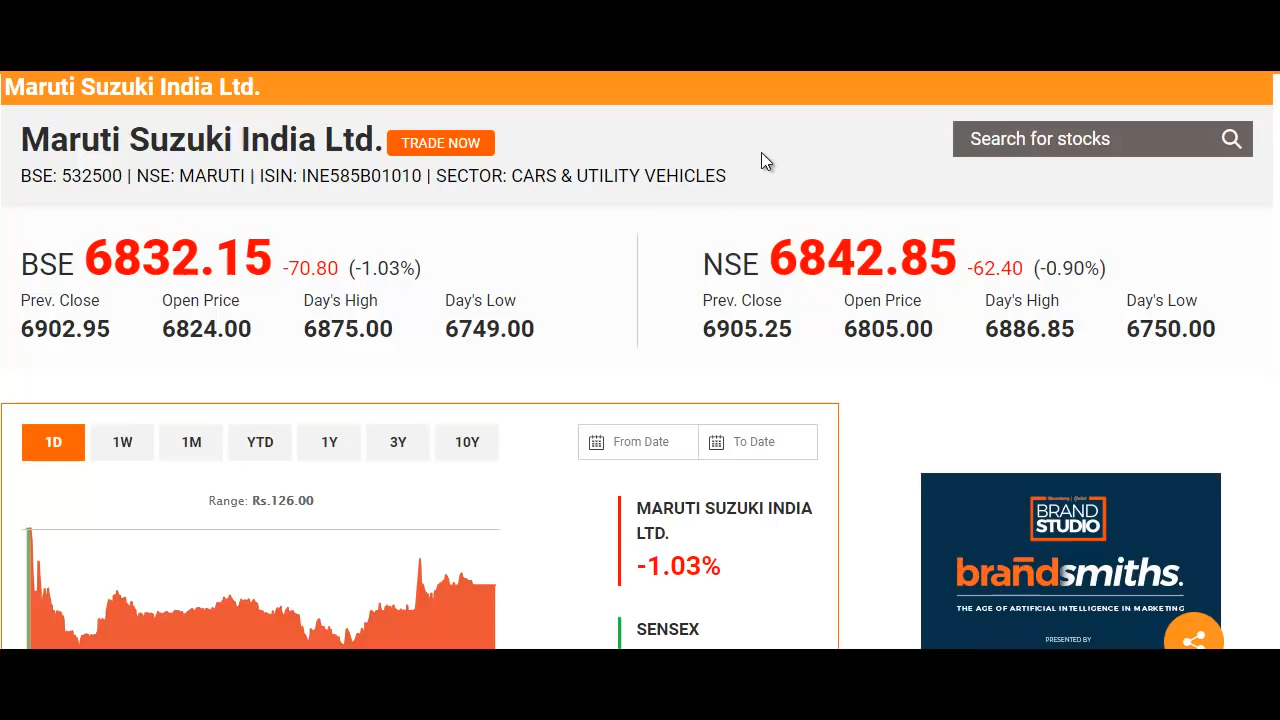 Maruti Suzuki India Ltd.
Maruti Suzuki India Ltd. TRADE NOW
Search for stocks
BSE: 532500 | NSE: MARUTI | ISIN: INE585B01010 | SECTOR: CARS & UTILITY VEHICLES
BSE 6832.15 -70.80 (-1.03%)
Prev. Close Open Price Day's High Day's Low
6902.95 6824.00 6875.00 6749.00
NSE 6842.85 -62.40 (-0.90%)
Prev. Close Open Price Day's High Day's Low
6905.25 6805.00 6886.85 6750.00
1D 1W 1M YTD 1Y 3Y 10Y
From Date To Date
Range: Rs.126.00
MARUTI SUZUKI INDIA
LTD.
-1.03%
SENSEX
BRAND
STUDIO
brandsmiths.
THE AGE OF ARTIFICIAL INTELLIGENCE IN MARKETING
PRESENTED BY